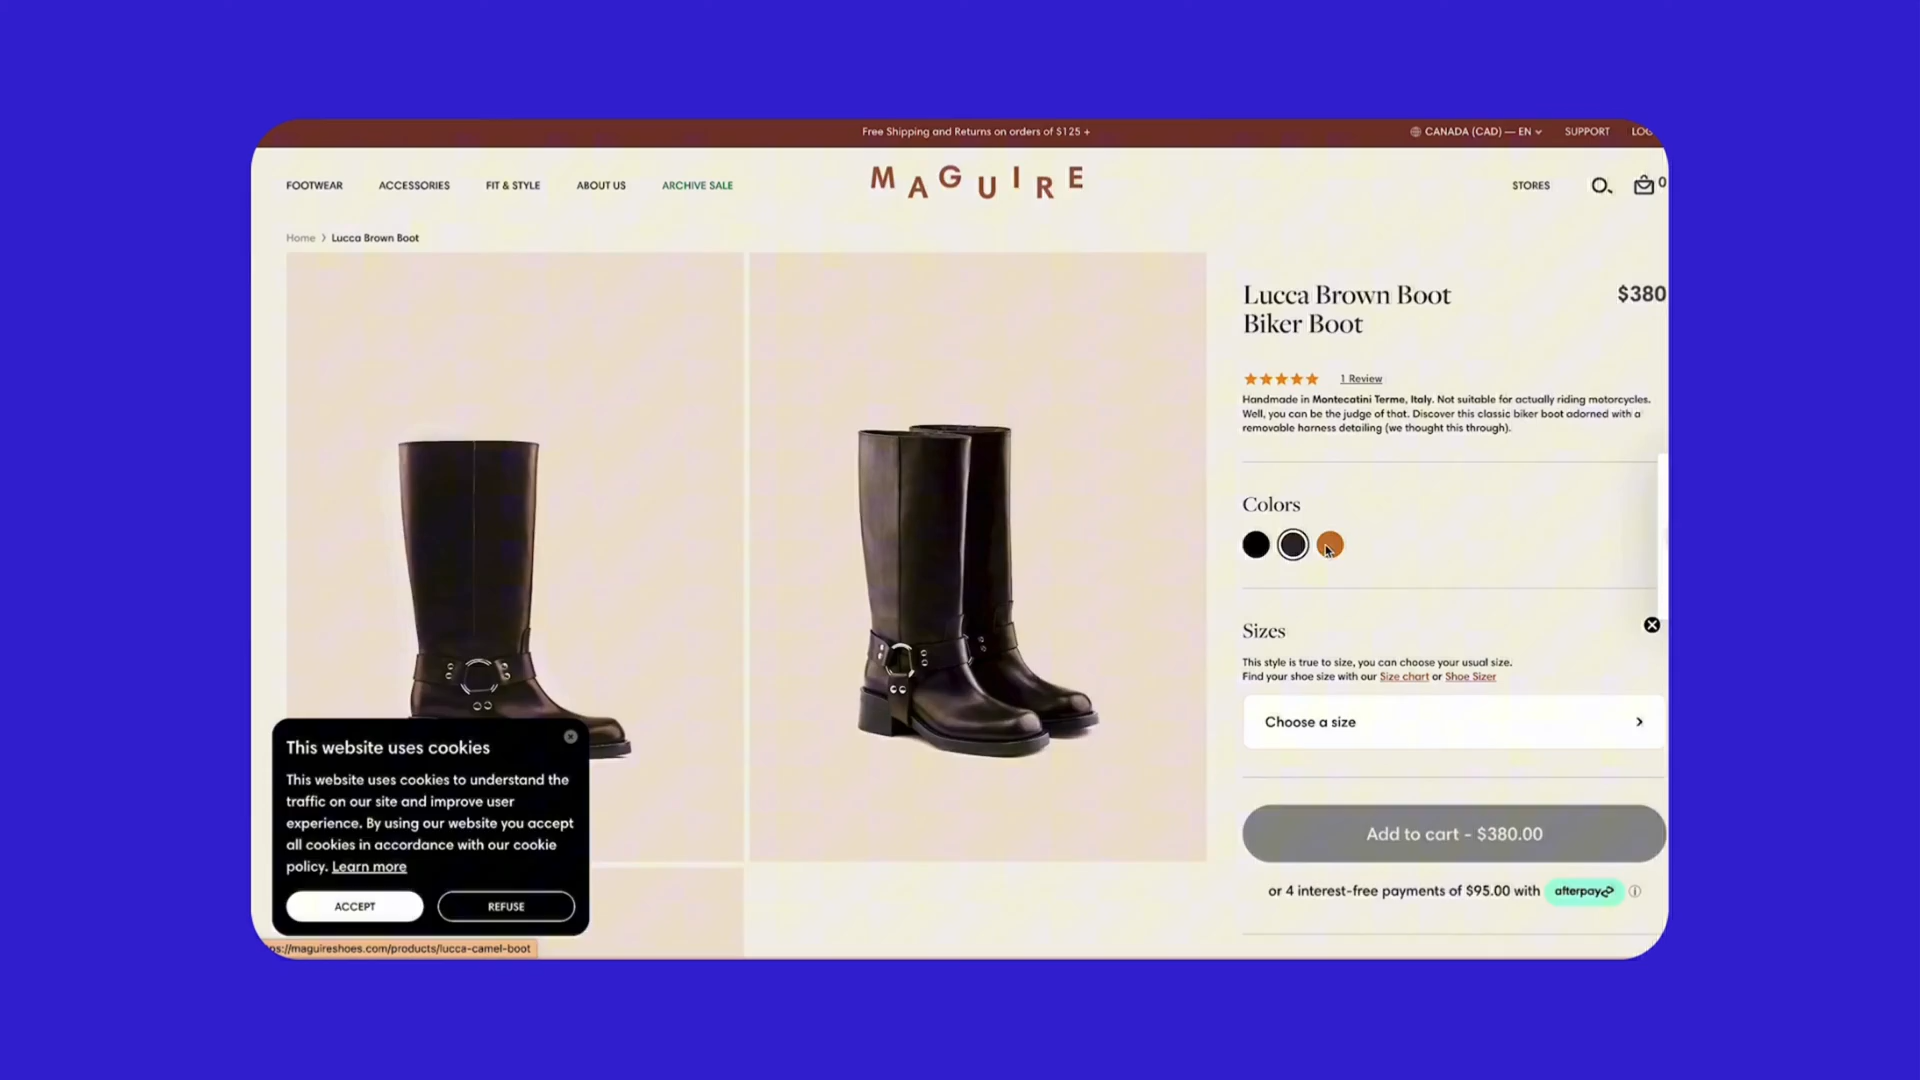 Free Shipping and Returns on orders of $125 +
CANADA (CAD) — EN
SUPPORT
FOOTWEAR
ACCESSORIES
FIT & STYLE
ABOUT US
ARCHIVE SALE
MAGUIRE
STORES
0
Home > Lucca Brown Boot
Lucca Brown Boot
Biker Boot
$380
1 Review
Handmade in Montecatini Terme, Italy. Not suitable for actually riding motorcycles.
Well, you can be the judge of that. Discover this classic biker boot adorned with a
removable harness detailing (we thought this through).
Colors
Sizes
This style is true to size, you can choose your usual size.
Find your shoe size with our Size chart or Shoe Sizer
Choose a size
Add to cart - $380.00
or 4 interest-free payments of $95.00 with afterpay
This website uses cookies
This website uses cookies to understand the
traffic on our site and improve user
experience. By using our website you accept
all cookies in accordance with our cookie
policy. Learn more
ACCEPT
REFUSE
ps://maguireshoes.com/products/lucca-camel-boot